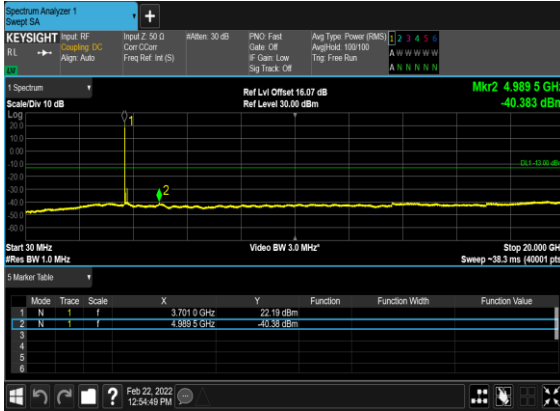 Spectrum Analyzer 1
Swept SA
+
KEYSIGHT Input: RF Input Z: 50 Ω #Atten: 30 dB PNO: Fast Avg Type: Power (RMS) 1 2 3 4 5 6
RL Coupling: DC Corr CCorr Gate: Off Avg|Hold: 100/100 A W W W W W
Align: Auto Freq Ref: Int (S) IF Gain: Low Trig: Free Run
Sig Track: Off A N N N N N
1 Spectrum Ref Lvl Offset 16.07 dB Mkr2 4.989 5 GHz
Scale/Div 10 dB Ref Level 30.00 dBm -40.383 dBm
Log
20.0
10.0
0.00
-10.0
-20.0
-30.0
-40.0
-50.0
-60.0
1
DL1 -13.00 dBm
2
Start 30 MHz Video BW 3.0 MHz* Stop 20.000 GHz
#Res BW 1.0 MHz Sweep ~38.3 ms (40001 pts)
5 Marker Table
Mode Trace Scale X Y Function Function Width Function Value
1 N 1 f 3.701 0 GHz 22.19 dBm
2 N 1 f 4.989 5 GHz -40.38 dBm
3
4
5
6
? Feb 22, 2022
12:54:49 PM